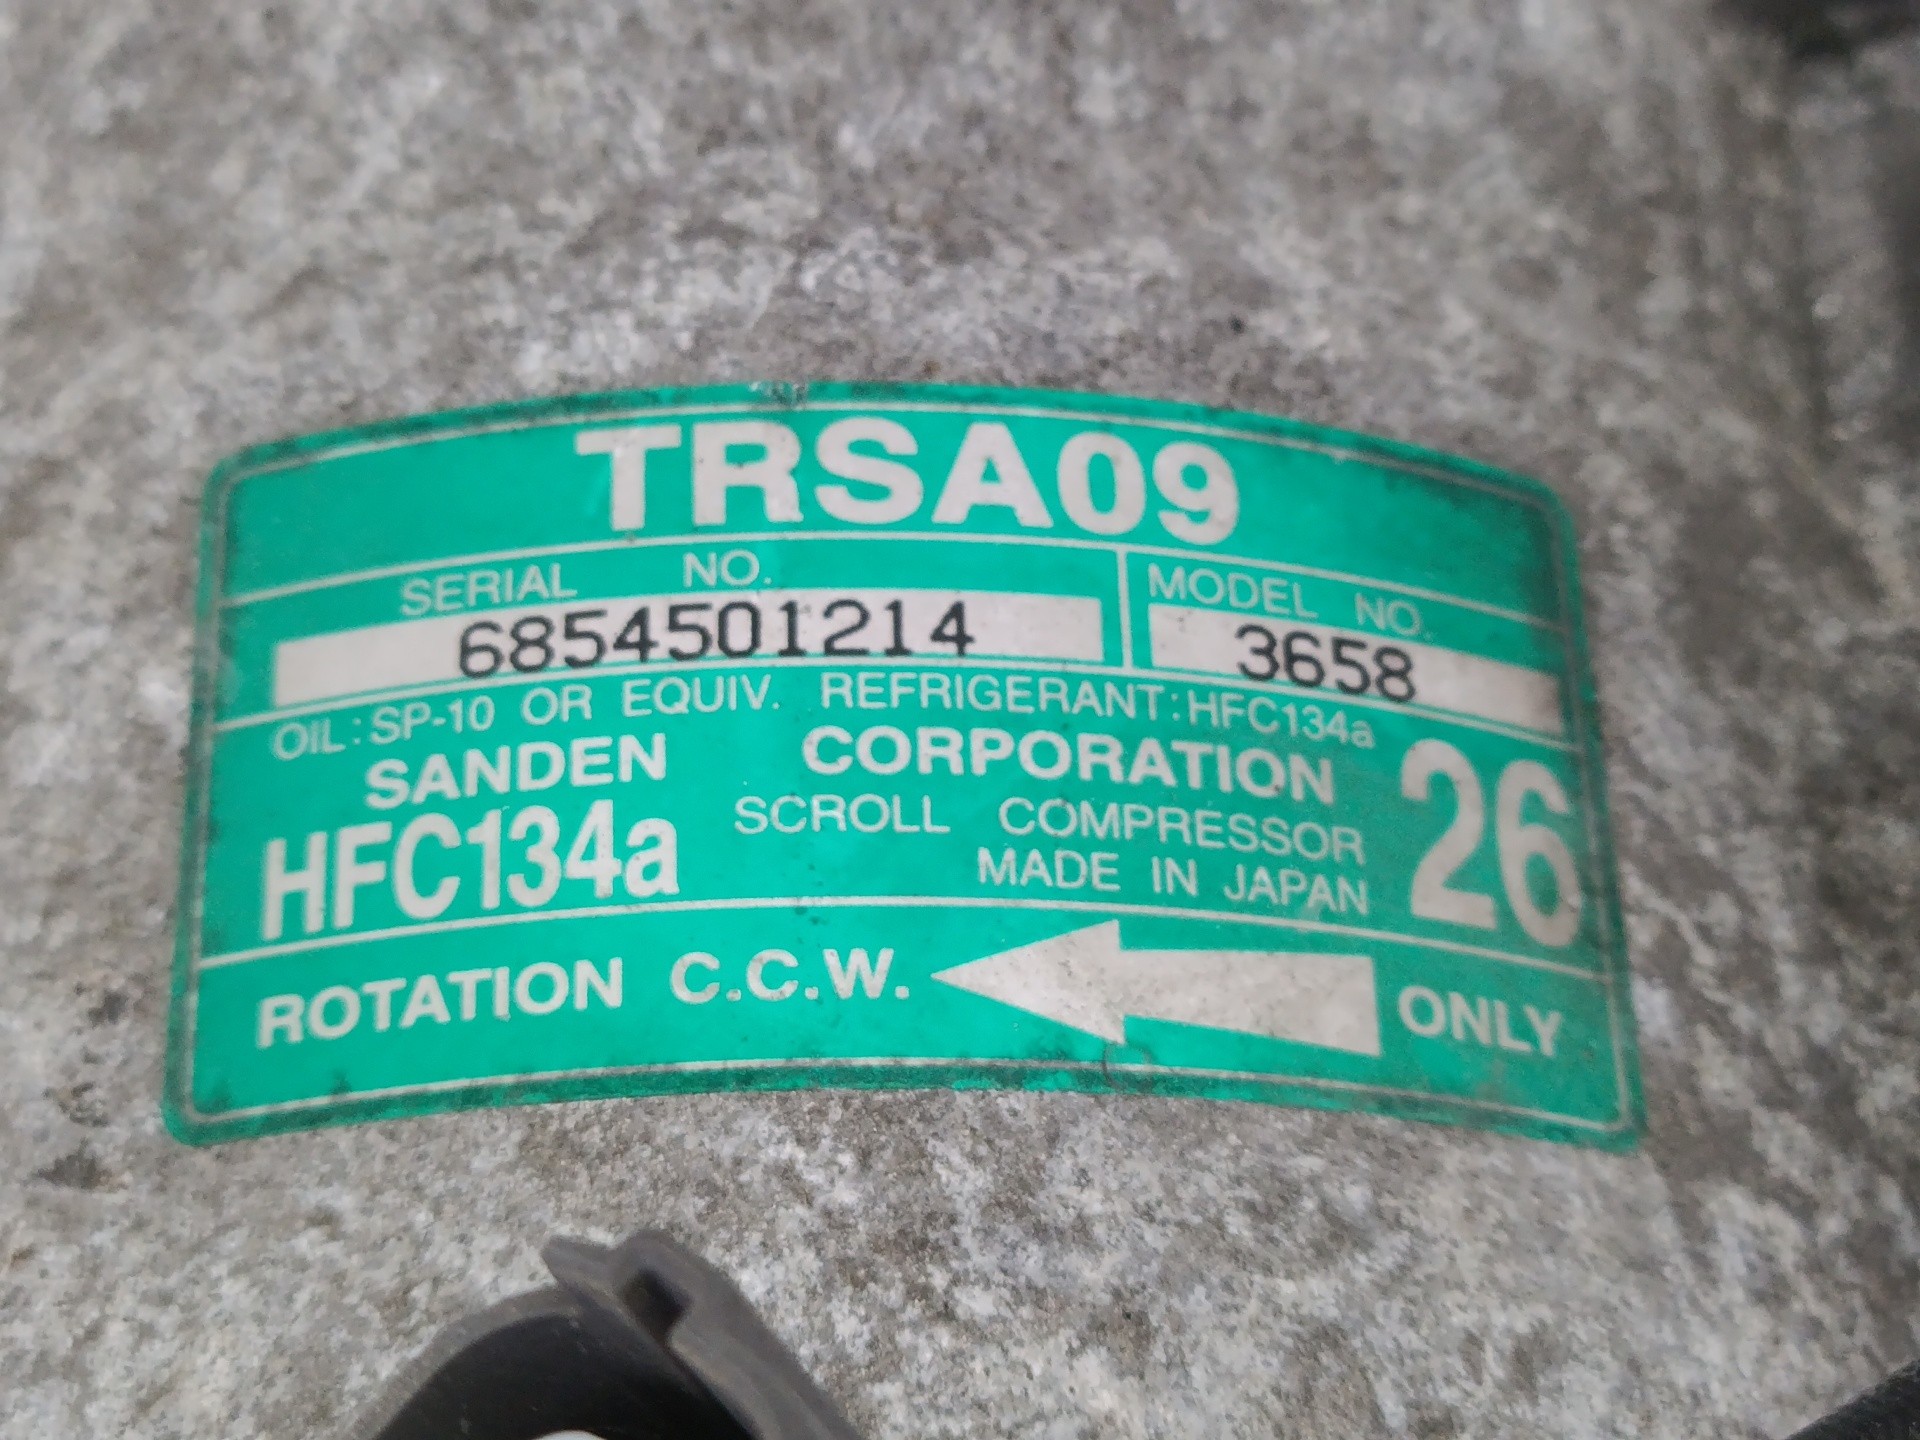 TRSA09
SERIAL NO. MODEL NO.
6854501214 3658
OIL:SP-10 OR EQUIV. REFRIGERANT:HFC134a
SANDEN CORPORATION
HFC134a SCROLL COMPRESSOR 26
MADE IN JAPAN
ROTATION C.C.W. ONLY